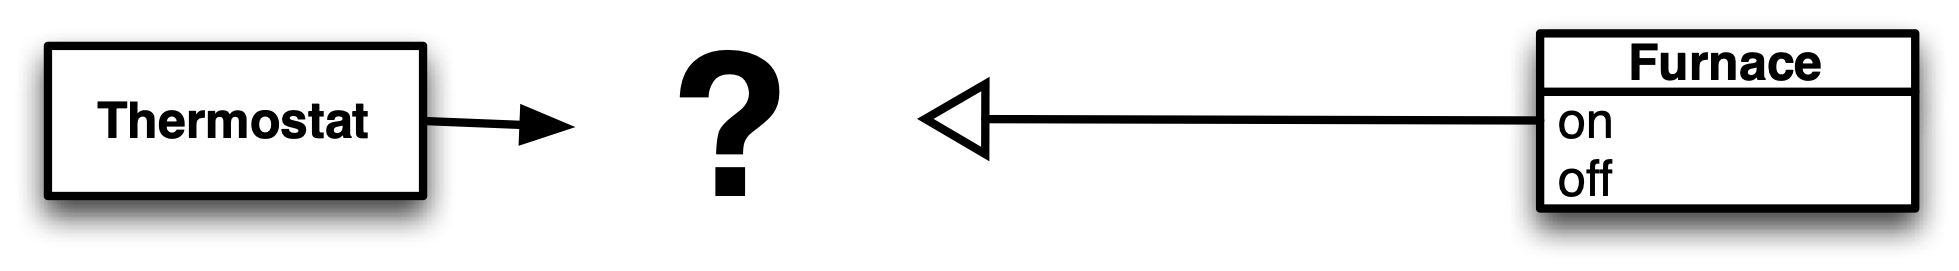 Thermostat
?
Furnace
on
off